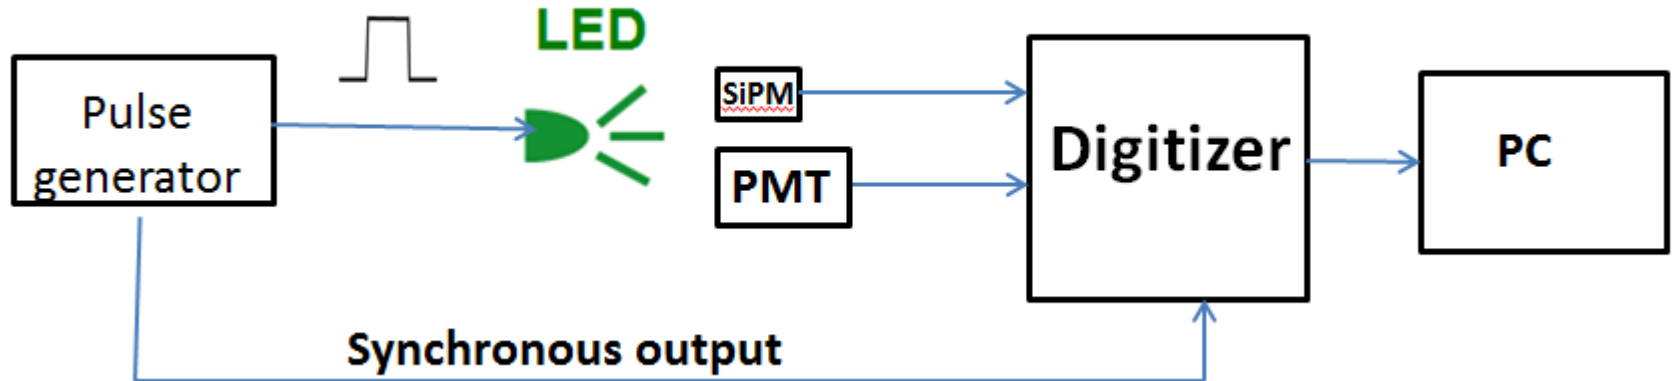 LED
Pulse
generator
SiPM
PMT
Digitizer
PC
Synchronous output